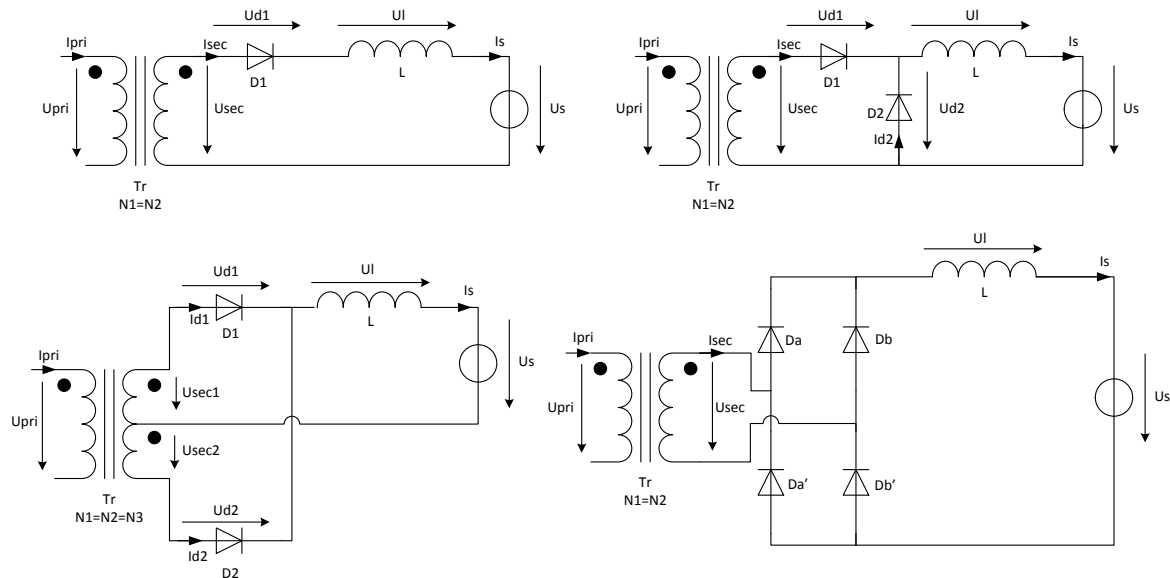 Ud1
Ul
Ipri
Isec
Is
D1
L
Upri
Usec
Us
Tr
N1=N2
Ud1
Ul
Ipri
Isec
Is
D1
L
D2
Upri
Usec
Ud2
Us
Id2
Tr
N1=N2
Ud1
Ul
Id1
D1
L
Is
Ipri
Usec1
Us
Upri
Usec2
Tr
N1=N2=N3
Ud2
Id2
D2
Ul
Is
L
Ipri
Isec
Da
Db
Upri
Usec
Us
Da'
Db'
Tr
N1=N2